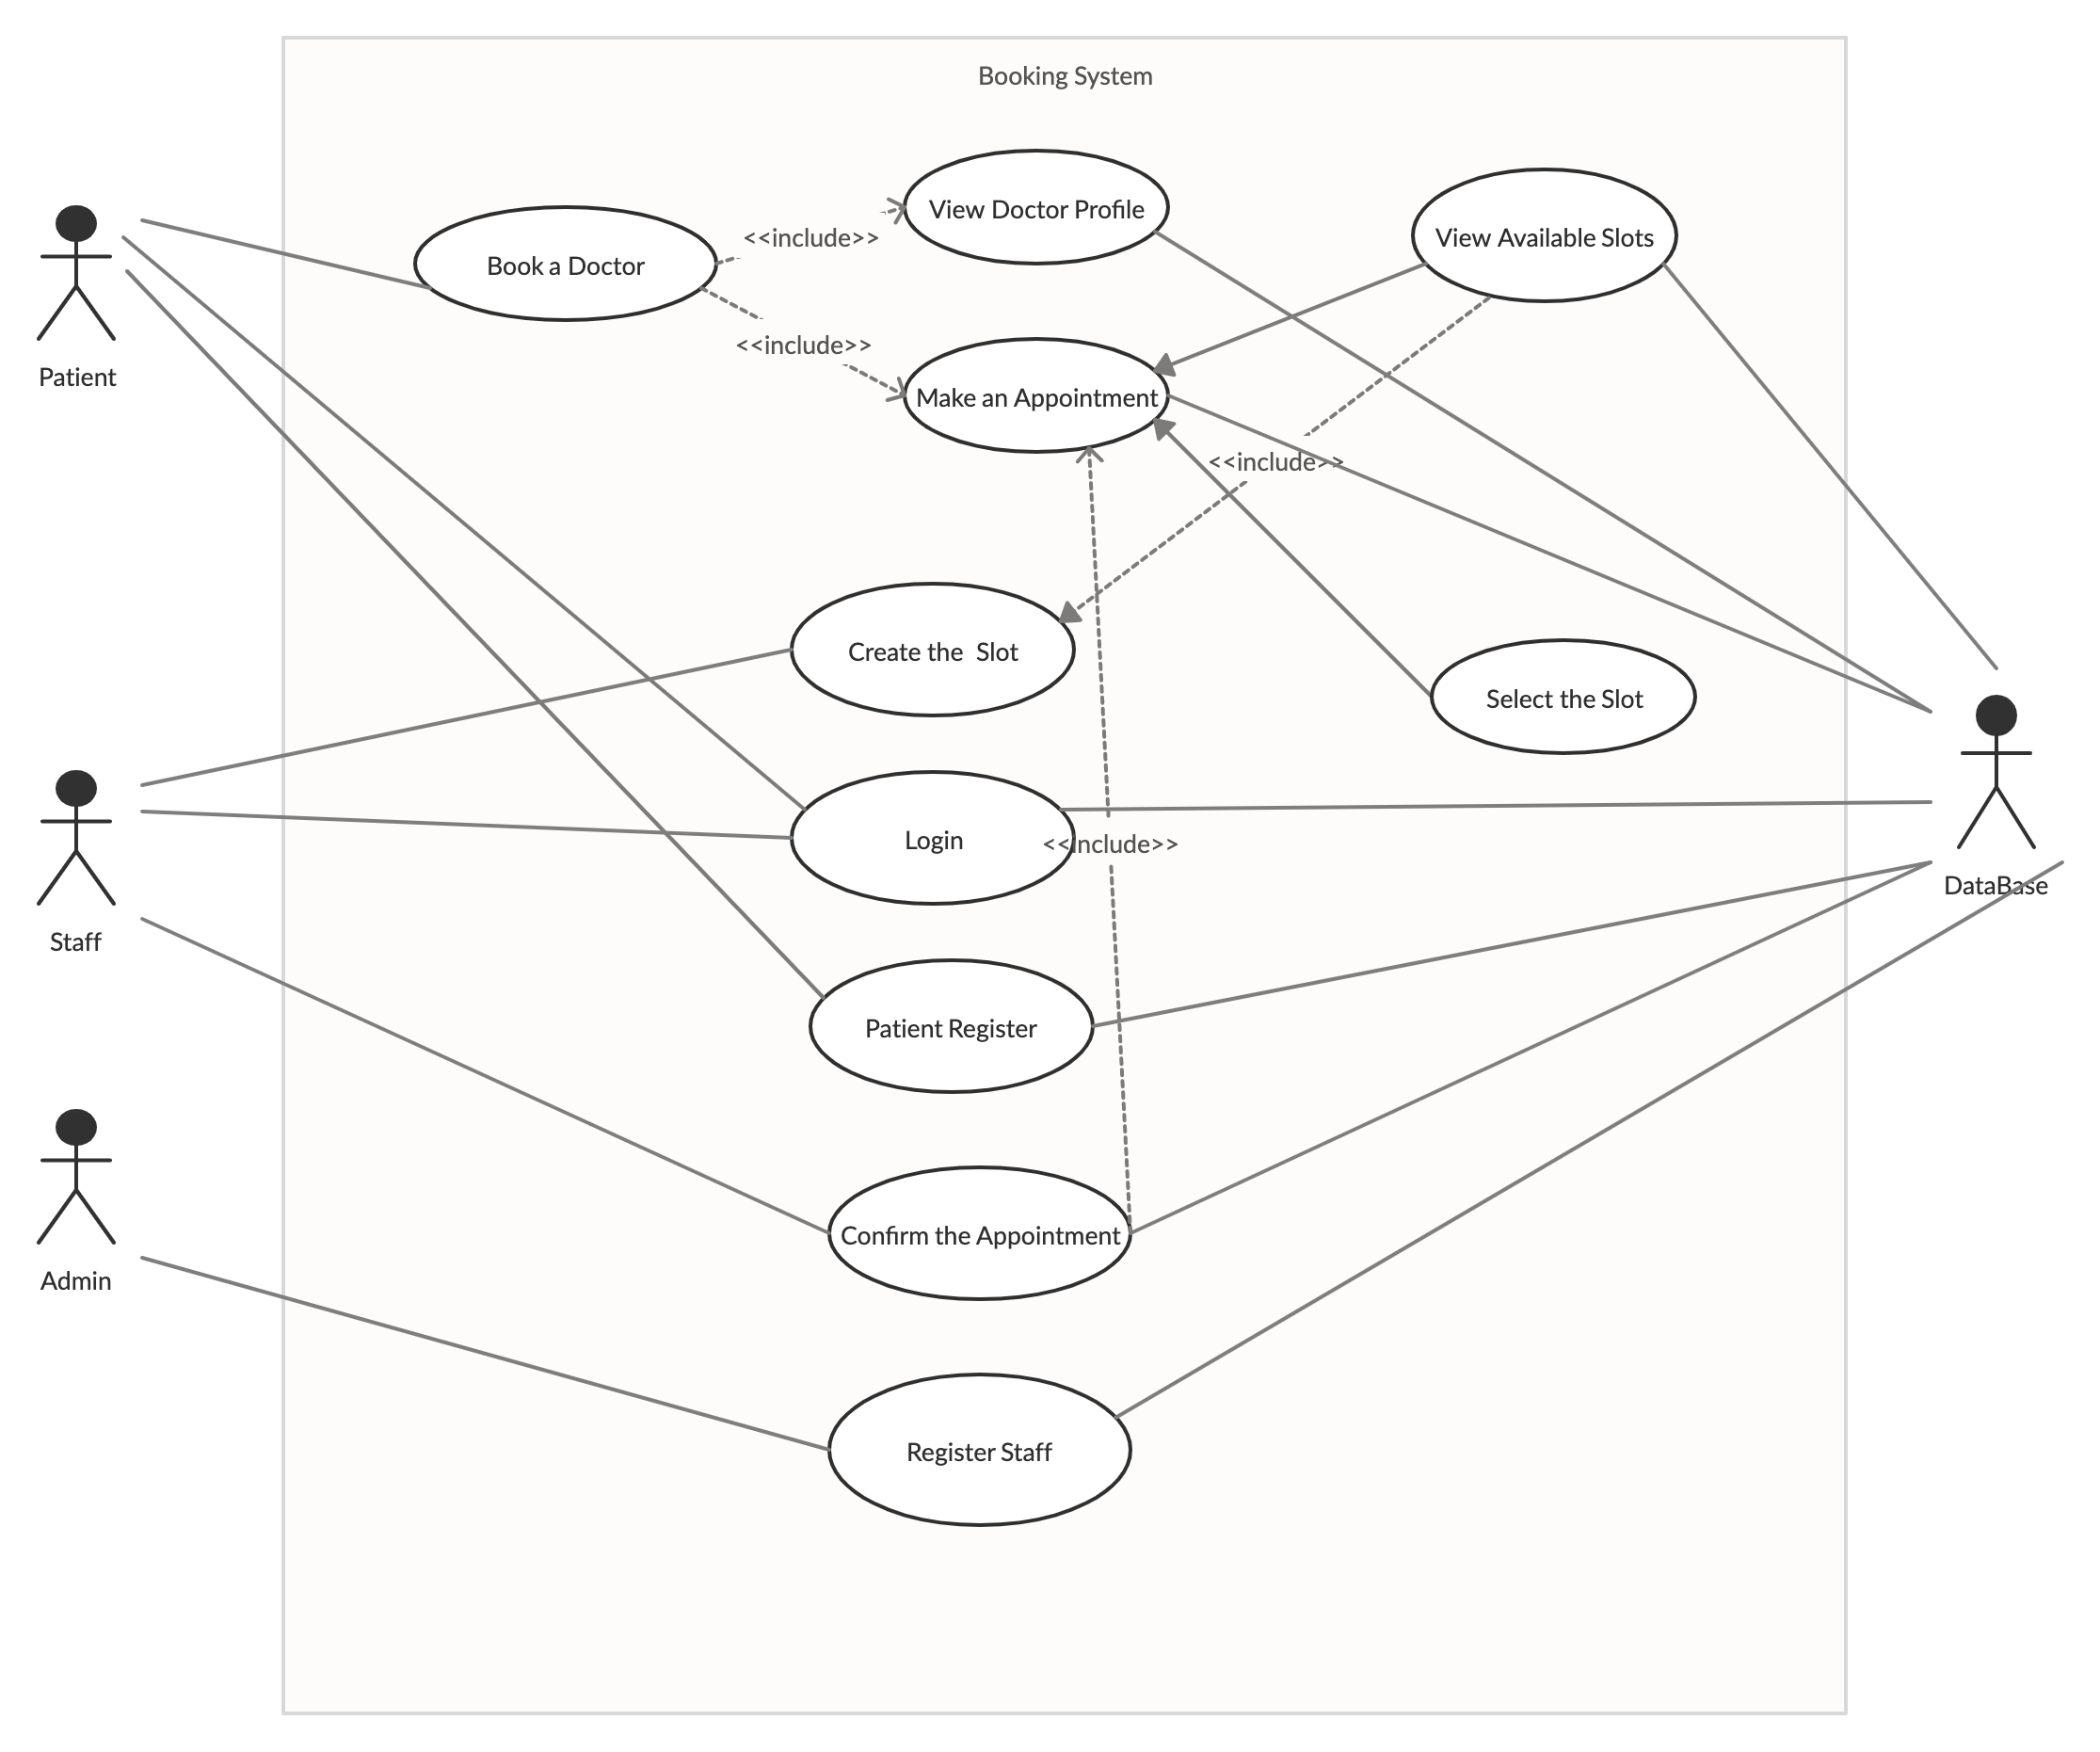 Booking System
View Doctor Profile
View Available Slots
Book a Doctor
<<include>>
<<include>>
Patient
Make an Appointment
<<include>>
Create the  Slot
Select the Slot
Login
<<include>>
DataBase
Staff
Patient Register
Confirm the Appointment
Admin
Register Staff